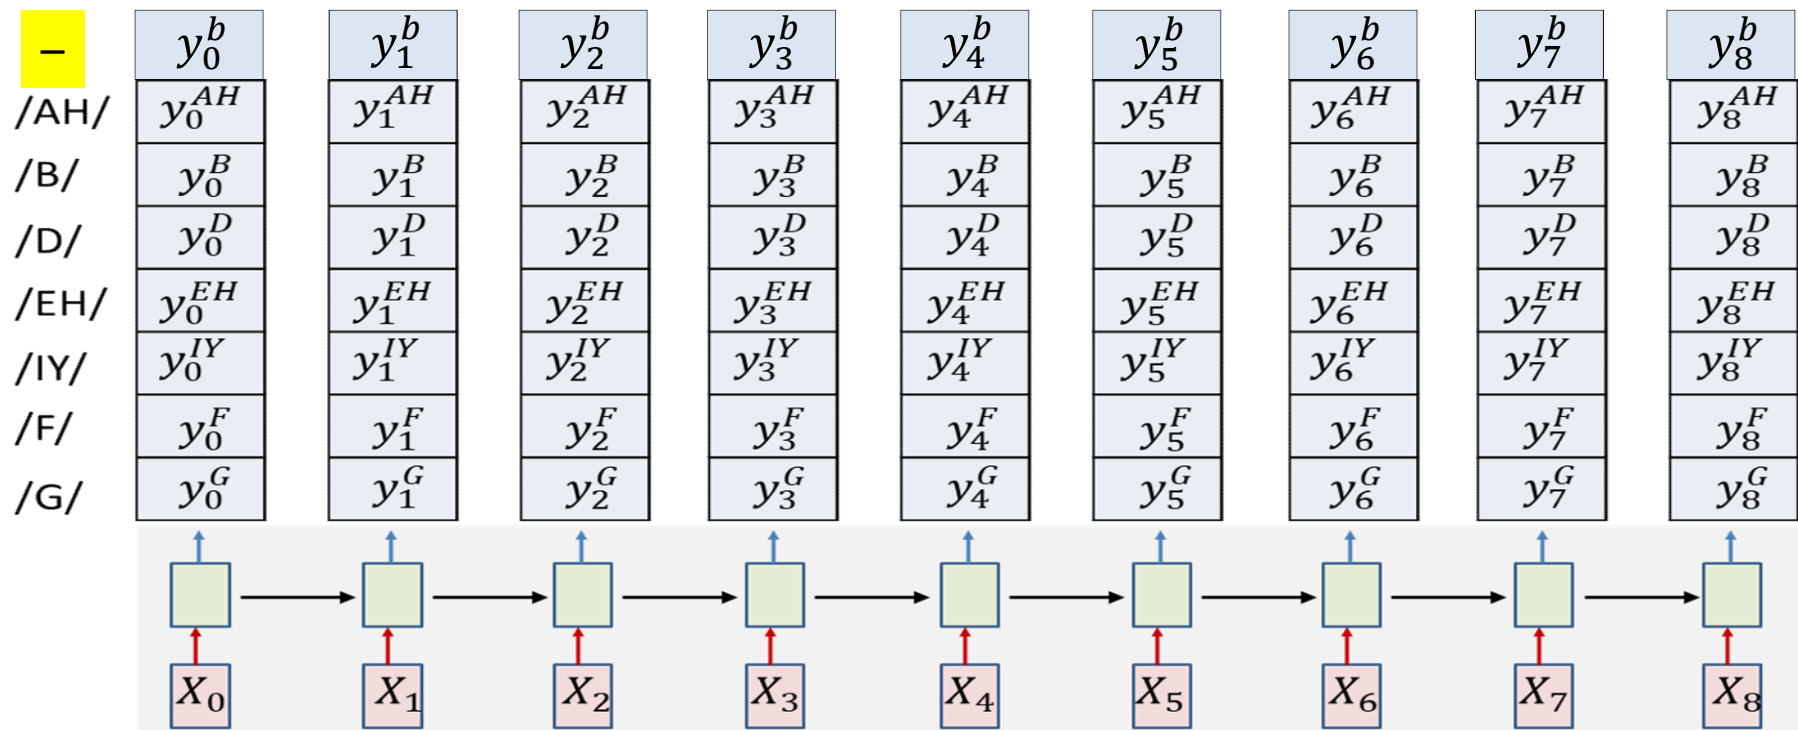 – y_0^b y_1^b y_2^b y_3^b y_4^b y_5^b y_6^b y_7^b y_8^b
/AH/ y_0^{AH} y_1^{AH} y_2^{AH} y_3^{AH} y_4^{AH} y_5^{AH} y_6^{AH} y_7^{AH} y_8^{AH}
/B/ y_0^B y_1^B y_2^B y_3^B y_4^B y_5^B y_6^B y_7^B y_8^B
/D/ y_0^D y_1^D y_2^D y_3^D y_4^D y_5^D y_6^D y_7^D y_8^D
/EH/ y_0^{EH} y_1^{EH} y_2^{EH} y_3^{EH} y_4^{EH} y_5^{EH} y_6^{EH} y_7^{EH} y_8^{EH}
/IY/ y_0^{IY} y_1^{IY} y_2^{IY} y_3^{IY} y_4^{IY} y_5^{IY} y_6^{IY} y_7^{IY} y_8^{IY}
/F/ y_0^F y_1^F y_2^F y_3^F y_4^F y_5^F y_6^F y_7^F y_8^F
/G/ y_0^G y_1^G y_2^G y_3^G y_4^G y_5^G y_6^G y_7^G y_8^G
X_0 X_1 X_2 X_3 X_4 X_5 X_6 X_7 X_8